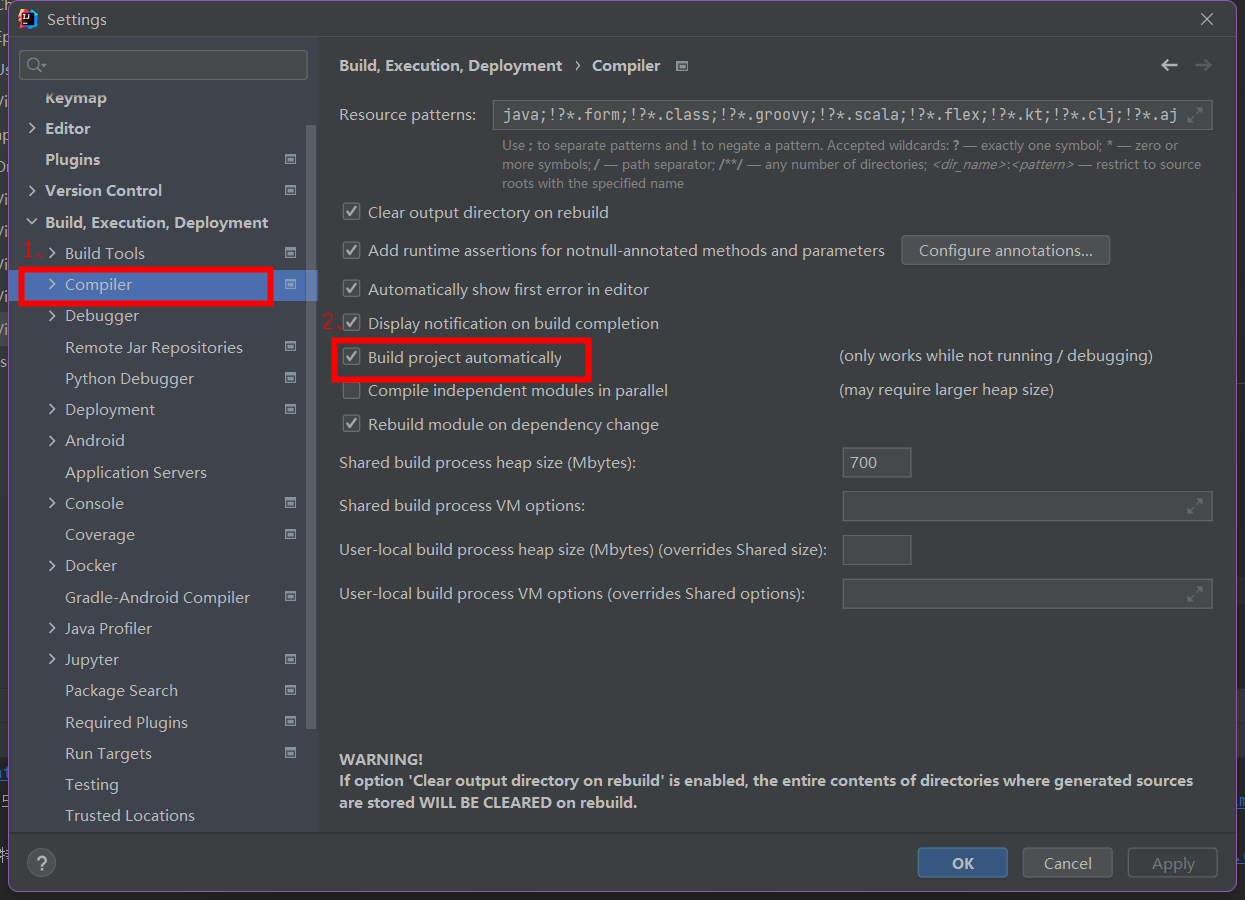 Settings
Keymap
Editor
Plugins
Version Control
Build, Execution, Deployment
1、
Build Tools
Compiler
Debugger
Remote Jar Repositories
Python Debugger
Deployment
Android
Application Servers
Console
Coverage
Docker
Gradle-Android Compiler
Java Profiler
Jupyter
Package Search
Required Plugins
Run Targets
Testing
Trusted Locations
Build, Execution, Deployment › Compiler
Resource patterns: java;!?*.form;!?*.class;!?*.groovy;!?*.scala;!?*.flex;!?*.kt;!?*.clj;!?*.aj
Use ; to separate patterns and ! to negate a pattern. Accepted wildcards: ? — exactly one symbol; * — zero or
more symbols; / — path separator; /**/ — any number of directories; <dir_name>:<pattern> — restrict to source
roots with the specified name
Clear output directory on rebuild
Add runtime assertions for notnull-annotated methods and parameters Configure annotations...
Automatically show first error in editor
2、 Display notification on build completion
Build project automatically (only works while not running / debugging)
Compile independent modules in parallel (may require larger heap size)
Rebuild module on dependency change
Shared build process heap size (Mbytes): 700
Shared build process VM options:
User-local build process heap size (Mbytes) (overrides Shared size):
User-local build process VM options (overrides Shared options):
WARNING!
If option 'Clear output directory on rebuild' is enabled, the entire contents of directories where generated sources
are stored WILL BE CLEARED on rebuild.
? OK Cancel Apply